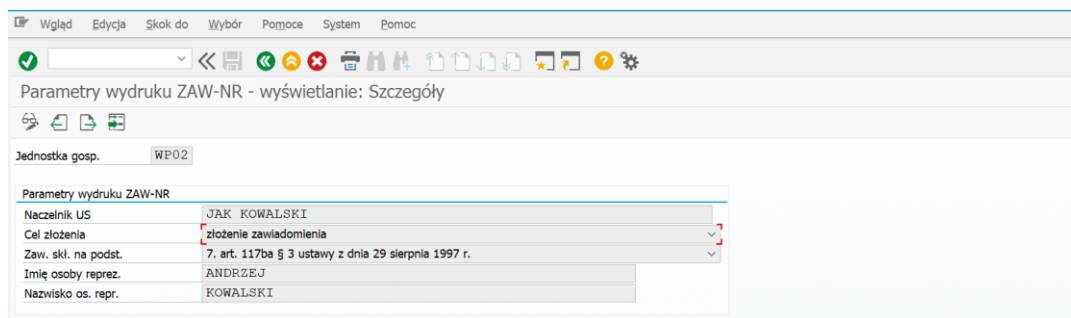 Wgląd Edycja Skok do Wybór Pomoce System Pomoc
Parametry wydruku ZAW-NR - wyświetlanie: Szczegóły
Jednostka gosp. WP02
Parametry wydruku ZAW-NR
Naczelnik US JAK KOWALSKI
Cel złożenia złożenie zawiadomienia
Zaw. skł. na podst. 7. art. 117ba § 3 ustawy z dnia 29 sierpnia 1997 r.
Imię osoby reprez. ANDRZEJ
Nazwisko os. repr. KOWALSKI